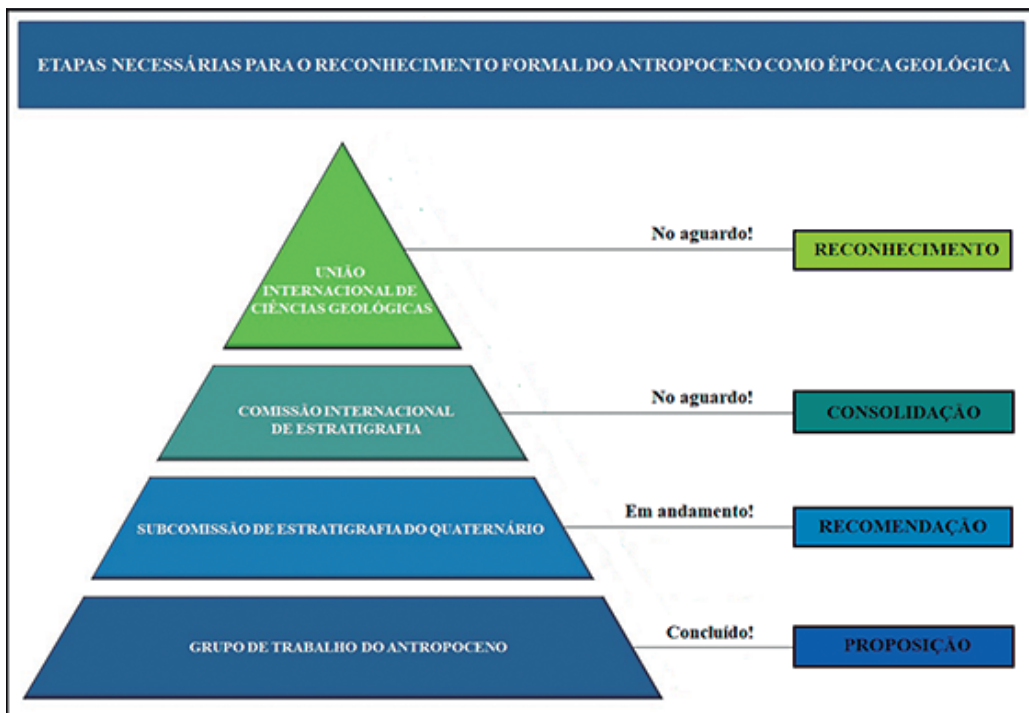 ETAPAS NECESSÁRIAS PARA O RECONHECIMENTO FORMAL DO ANTROPOCENO COMO ÉPOCA GEOLÓGICA
UNIÃO
INTERNACIONAL DE
CIÊNCIAS GEOLÓGICAS
No aguardo!
RECONHECIMENTO
COMISSÃO INTERNACIONAL
DE ESTRATIGRAFIA
No aguardo!
CONSOLIDAÇÃO
SUBCOMISSÃO DE ESTRATIGRAFIA DO QUATERNÁRIO
Em andamento!
RECOMENDAÇÃO
GRUPO DE TRABALHO DO ANTROPOCENO
Concluído!
PROPOSIÇÃO